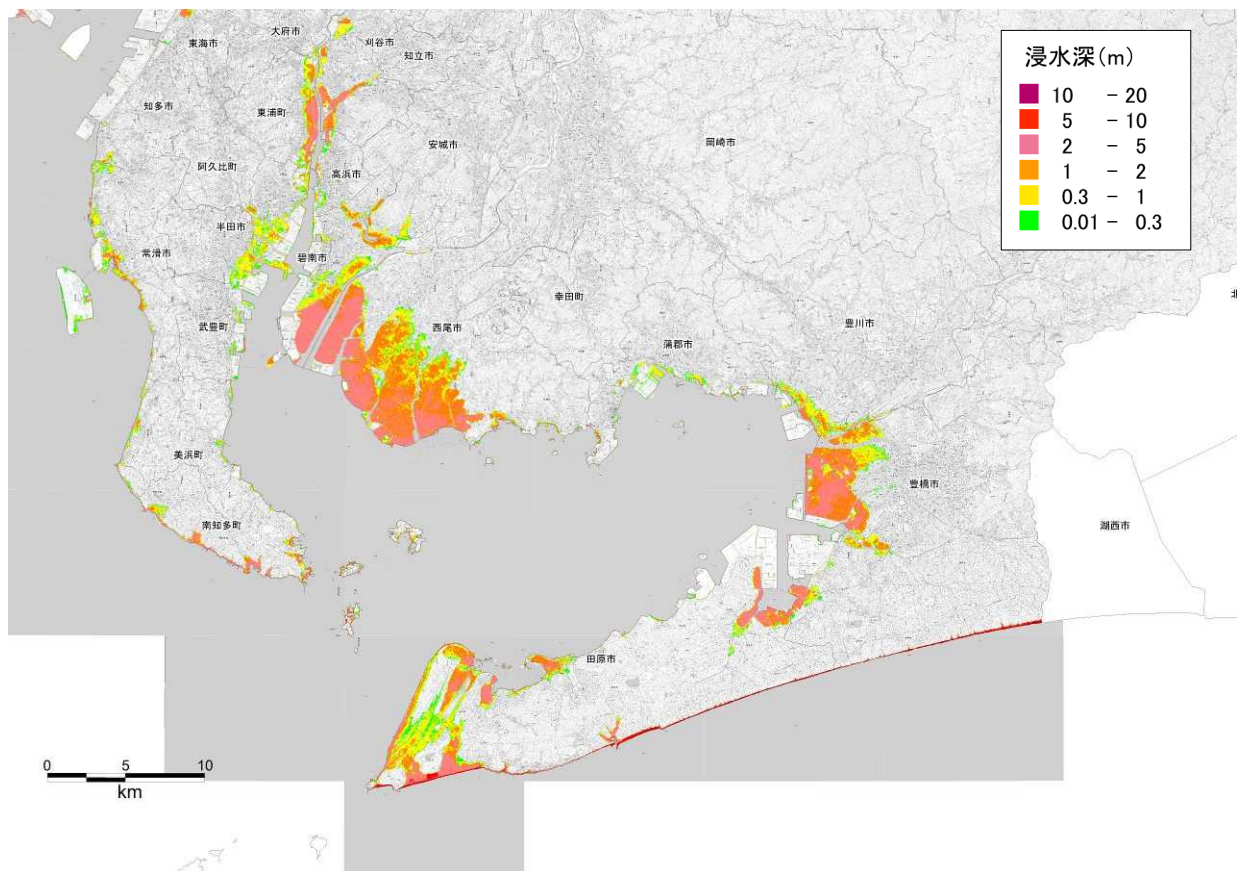 浸水深(m)
10 - 20
5 - 10
2 - 5
1 - 2
0.3 - 1
0.01 - 0.3
大府市
東海市
刈谷市
知立市
知多市
東浦町
安城市
岡崎市
阿久比町
高浜市
半田市
常滑市
碧南市
北
幸田町
武豊町
西尾市
豊川市
蒲郡市
美浜町
豊橋市
南知多町
湖西市
田原市
0 5 10
km